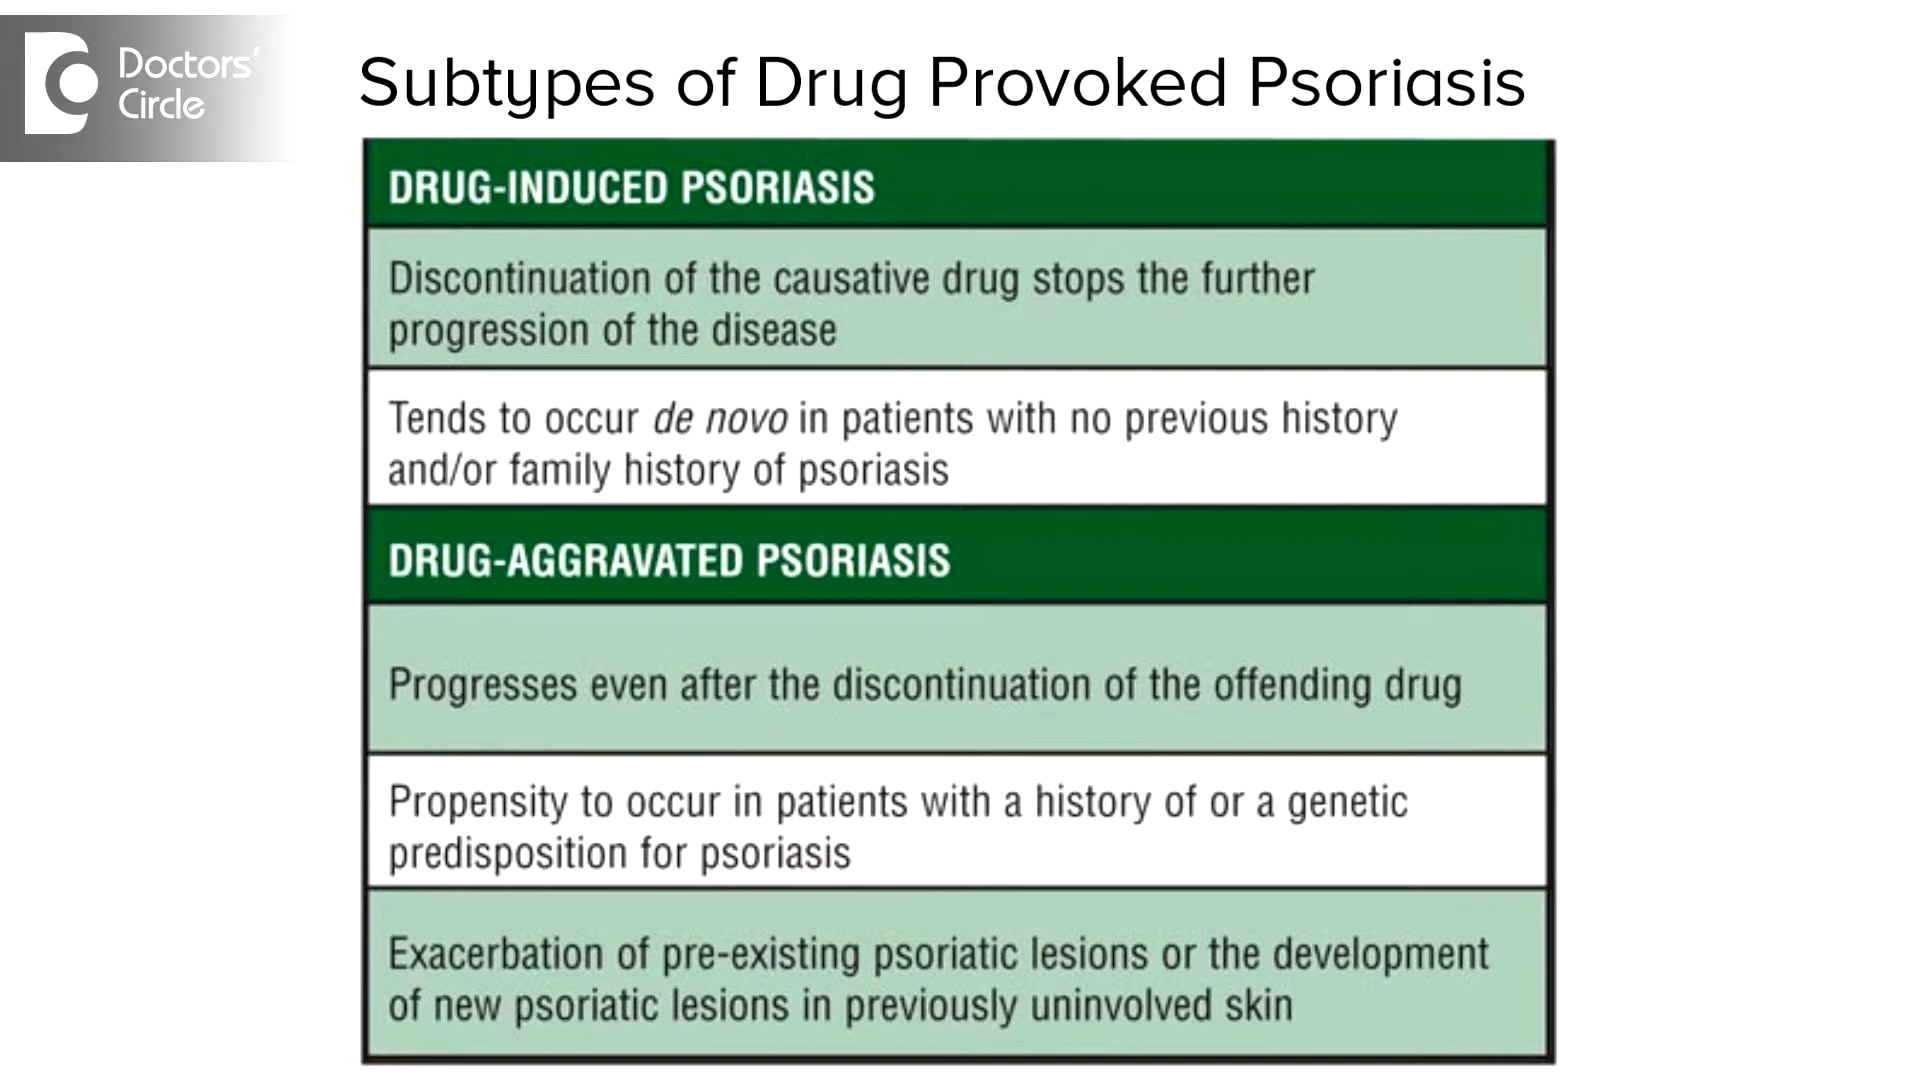 Doctors'
Circle
Subtypes of Drug Provoked Psoriasis
DRUG-INDUCED PSORIASIS
Discontinuation of the causative drug stops the further
progression of the disease
Tends to occur de novo in patients with no previous history
and/or family history of psoriasis
DRUG-AGGRAVATED PSORIASIS
Progresses even after the discontinuation of the offending drug
Propensity to occur in patients with a history of or a genetic
predisposition for psoriasis
Exacerbation of pre-existing psoriatic lesions or the development
of new psoriatic lesions in previously uninvolved skin